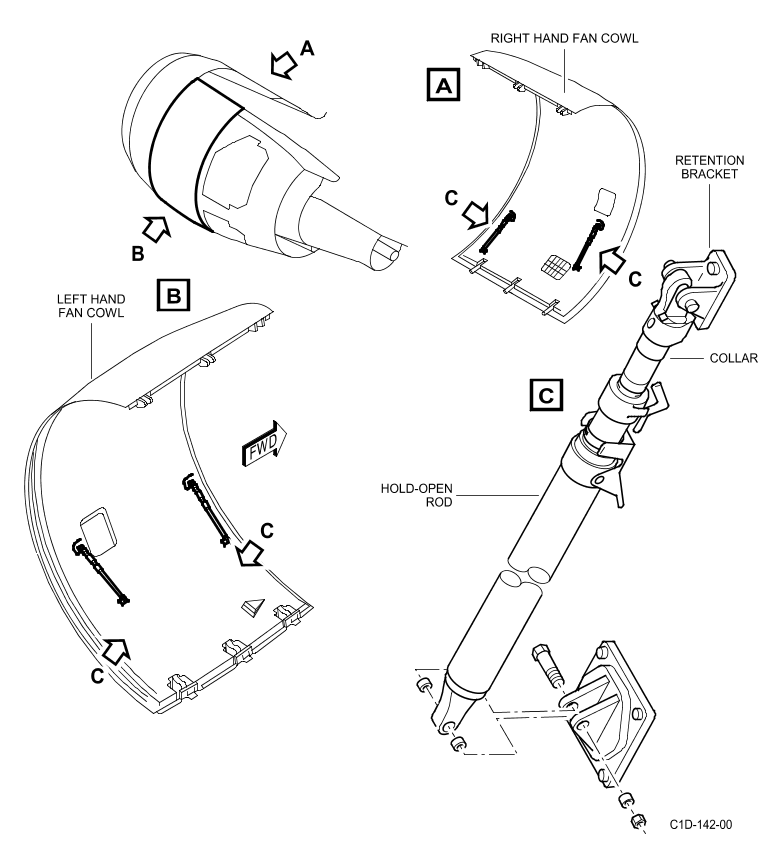 A
RIGHT HAND FAN COWL
A
RETENTION
BRACKET
C
B
C
B
LEFT HAND
FAN COWL
COLLAR
C
FWD
HOLD-OPEN
ROD
C
C
C1D-142-00